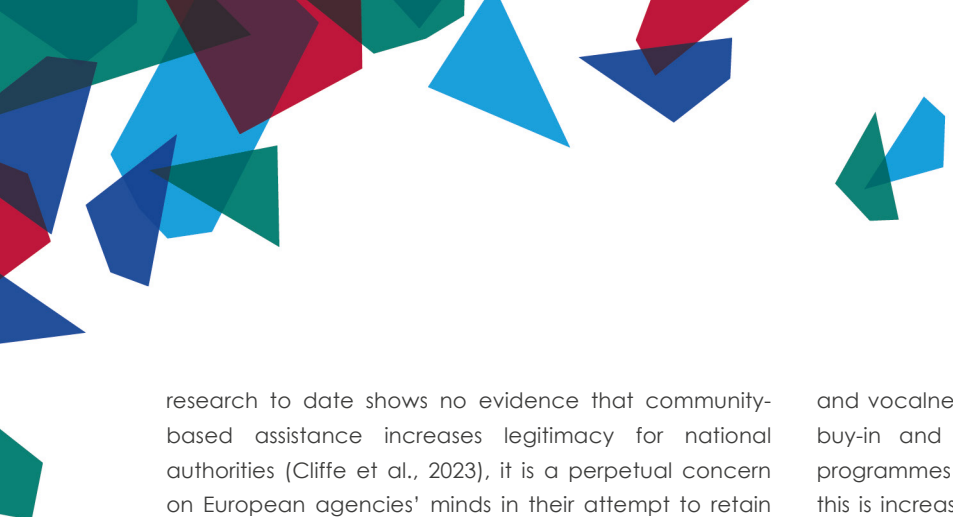 research to date shows no evidence that community-
based assistance increases legitimacy for national
authorities (Cliffe et al., 2023), it is a perpetual concern
on European agencies' minds in their attempt to retain
and
buy-in and
programmes
this is